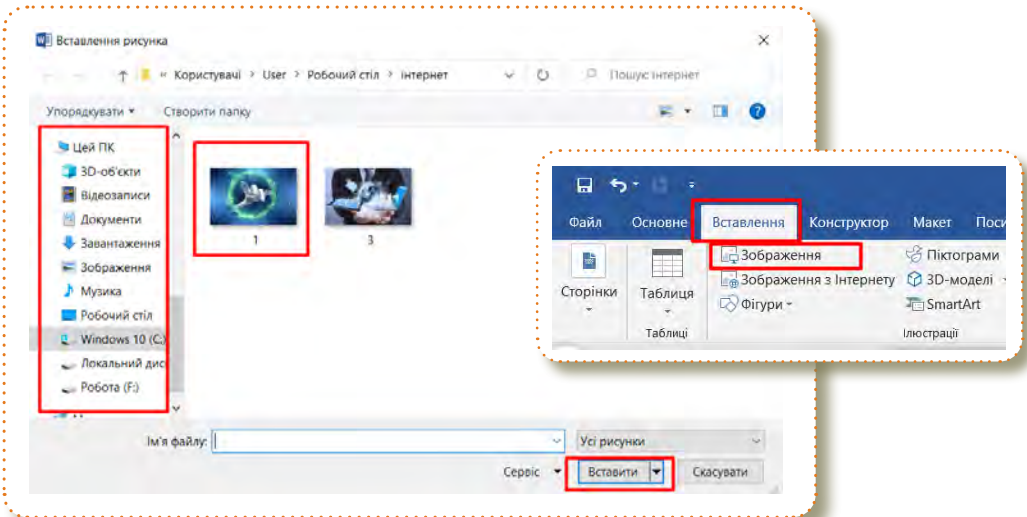 Вставлення рисунка
« Користувачі > User > Робочий стіл > інтернет
Пошук: інтернет
Упорядкувати
Створити папку
Цей ПК
3D-об'єкти
Відеозаписи
Документи
Завантаження
Зображення
Музика
Робочий стіл
Windows 10 (C:)
Локальний дис
Робота (F:)
1
3
Ім'я файлу:
Усі рисунки
Сервіс
Вставити
Скасувати
Файл Основне Вставлення Конструктор Макет Поси
Сторінки
Таблиця
Таблиці
Зображення
Зображення з Інтернету
Фігури
Піктограми
3D-моделі
SmartArt
Ілюстрації